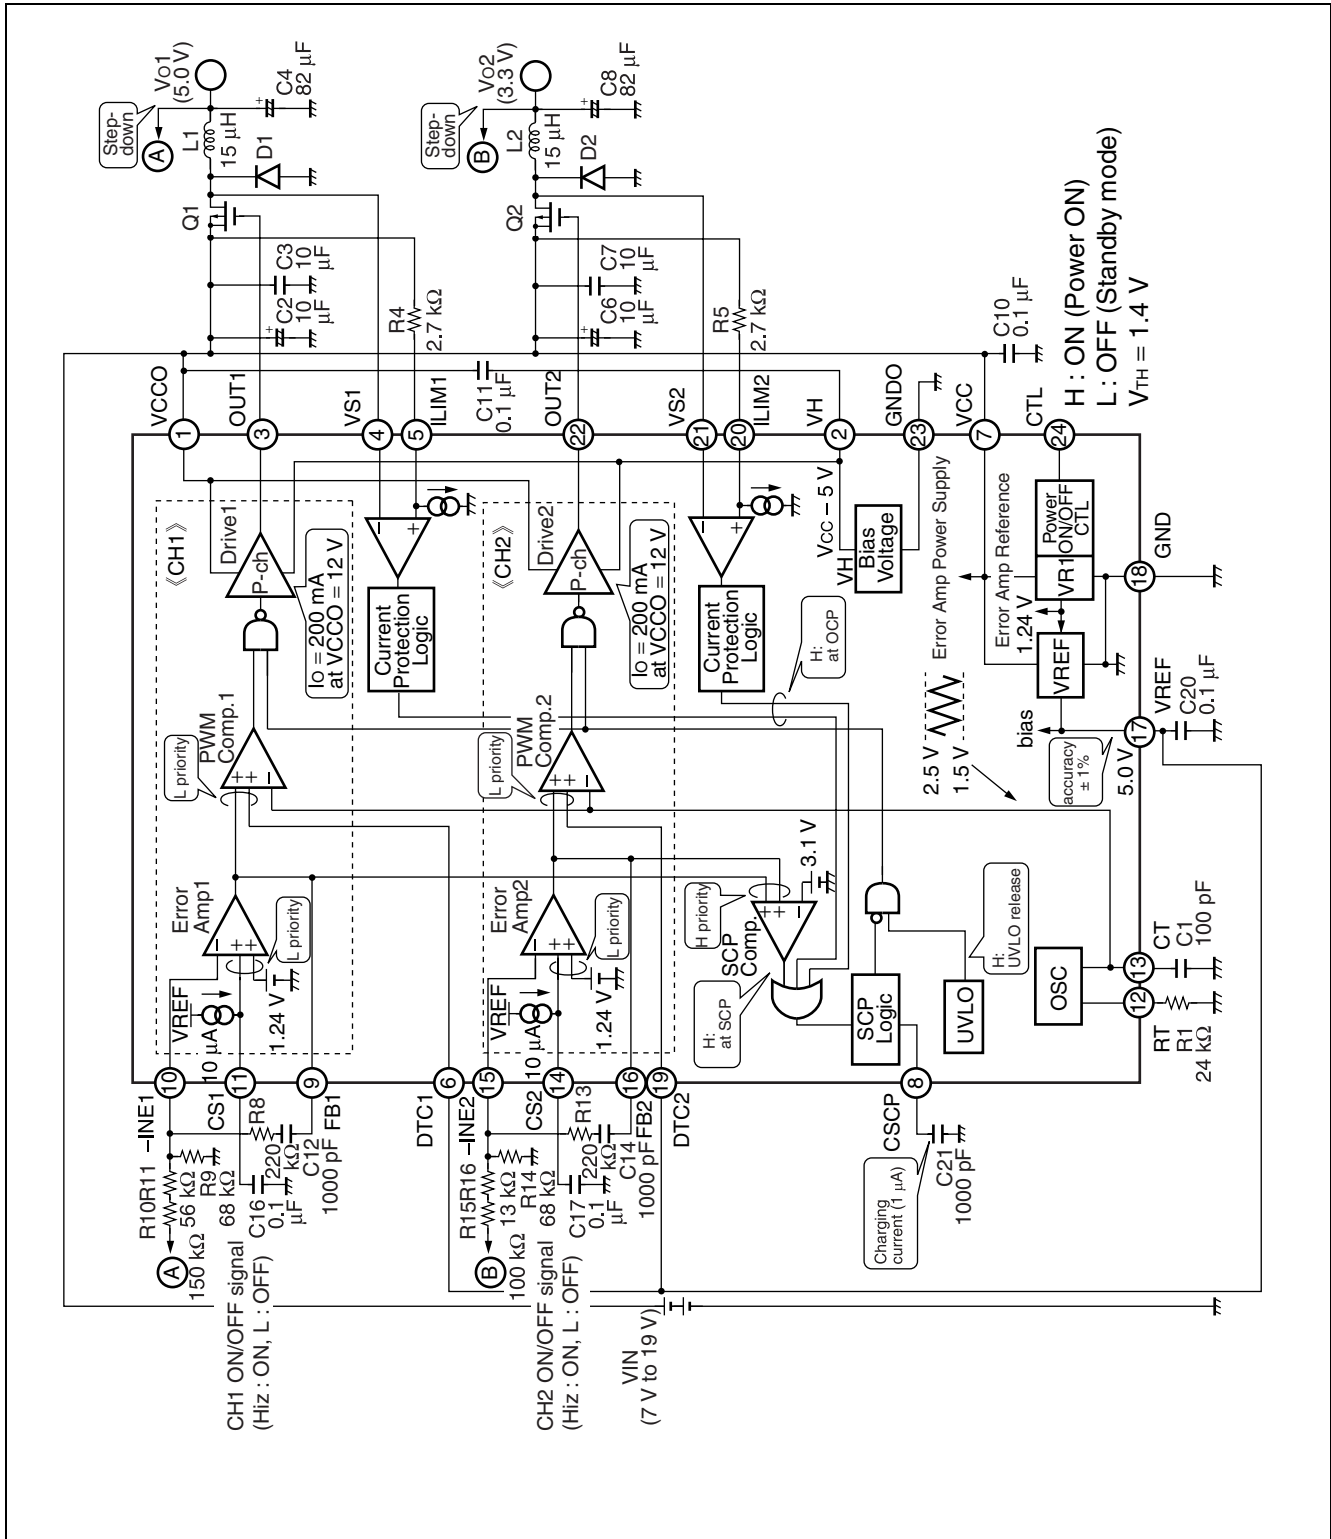 A
Step-
down
VO1
(5.0 V)
L1
15 μH
C4
82 μF
+
D1
Q1
C2
10
μF
+
C3
10
μF
R4
2.7 kΩ
B
Step-
down
VO2
(3.3 V)
L2
15 μH
C8
82 μF
+
D2
Q2
C6
10
μF
+
C7
10
μF
R5
2.7 kΩ
C11
0.1 μF
C10
0.1 μF
H : ON (Power ON)
L : OFF (Standby mode)
VTH = 1.4 V
VCCO
1
OUT1
3
VS1
4
ILIM1
5
OUT2
22
VS2
21
ILIM2
20
VH
2
GNDO
23
VCC
7
CTL
24
《CH1》
Drive1
P-ch
IO = 200 mA
at VCCO = 12 V
−
+
Current
Protection
Logic
PWM
Comp.1
L priority
+
+
−
Error
Amp1
L priority
−
+
+
VREF
10 μA
1.24 V
《CH2》
Drive2
P-ch
IO = 200 mA
at VCCO = 12 V
−
+
Current
Protection
Logic
H:
at OCP
PWM
Comp.2
L priority
+
+
−
Error
Amp2
L priority
−
+
+
VREF
10 μA
1.24 V
VH
VCC − 5 V
Bias
Voltage
Error Amp Power Supply
Error Amp Reference
1.24 V
Power
ON/OFF
CTL
VR1
VREF
bias
accuracy
± 1%
5.0 V
2.5 V
1.5 V
H priority
SCP
Comp.
+
+
−
3.1 V
H:
at SCP
SCP
Logic
UVLO
H:
UVLO release
OSC
18
GND
17
VREF
C20
0.1 μF
13
CT
C1
100 pF
12
RT
R1
24 kΩ
−INE1
10
CS1
11
FB1
9
DTC1
6
−INE2
15
CS2
14
FB2
16
DTC2
19
CSCP
8
A
R10
R11
150 kΩ
56 kΩ
R9
68 kΩ
R8
220
kΩ
C12
1000 pF
C16
0.1
μF
CH1 ON/OFF signal
(Hiz : ON, L : OFF)
B
R15
R16
100 kΩ
13 kΩ
R14
68 kΩ
R13
220
kΩ
C14
1000 pF
C17
0.1
μF
CH2 ON/OFF signal
(Hiz : ON, L : OFF)
VIN
(7 V to 19 V)
Charging
current (1 μA)
C21
1000 pF